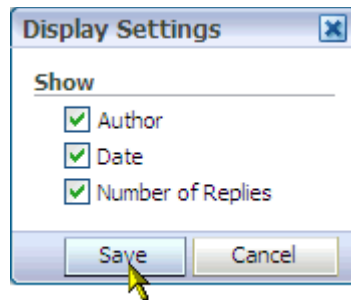 Display Settings
Show
Author
Date
Number of Replies
Save Cancel